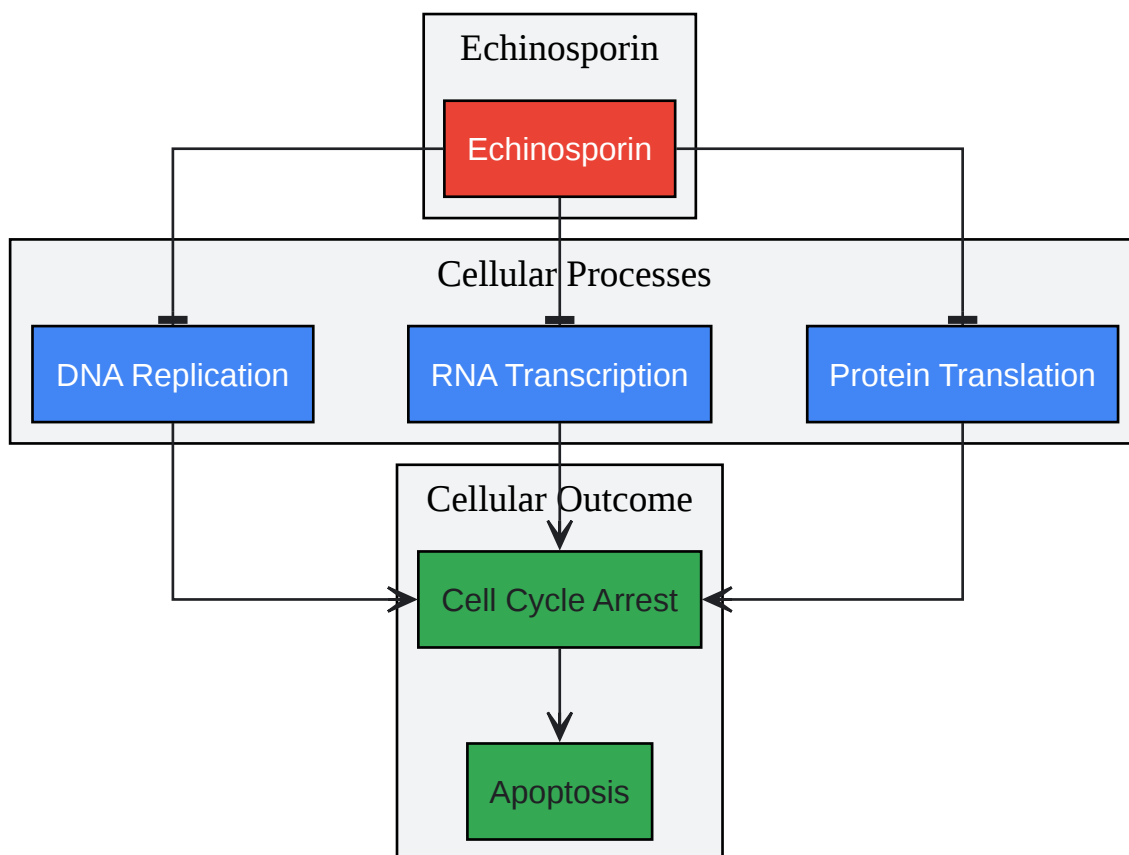 Echinosporin
Echinosporin
Cellular Processes
DNA Replication
RNA Transcription
Protein Translation
Cellular Outcome
Cell Cycle Arrest
Apoptosis